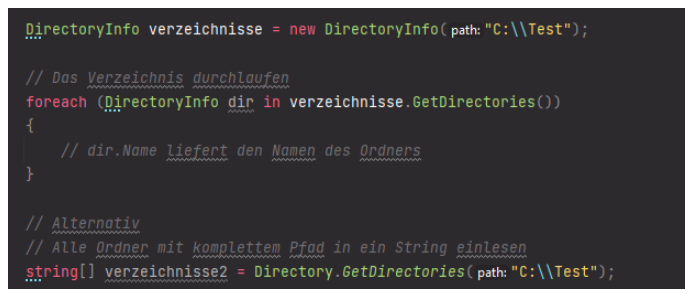 DirectoryInfo verzeichnisse = new DirectoryInfo( path: "C:\\Test");
// Das Verzeichnis durchlaufen
foreach (DirectoryInfo dir in verzeichnisse.GetDirectories())
{
// dir.Name liefert den Namen des Ordners
}
// Alternativ
// Alle Ordner mit komplettem Pfad in ein String einlesen
string[] verzeichnisse2 = Directory.GetDirectories( path: "C:\\Test");